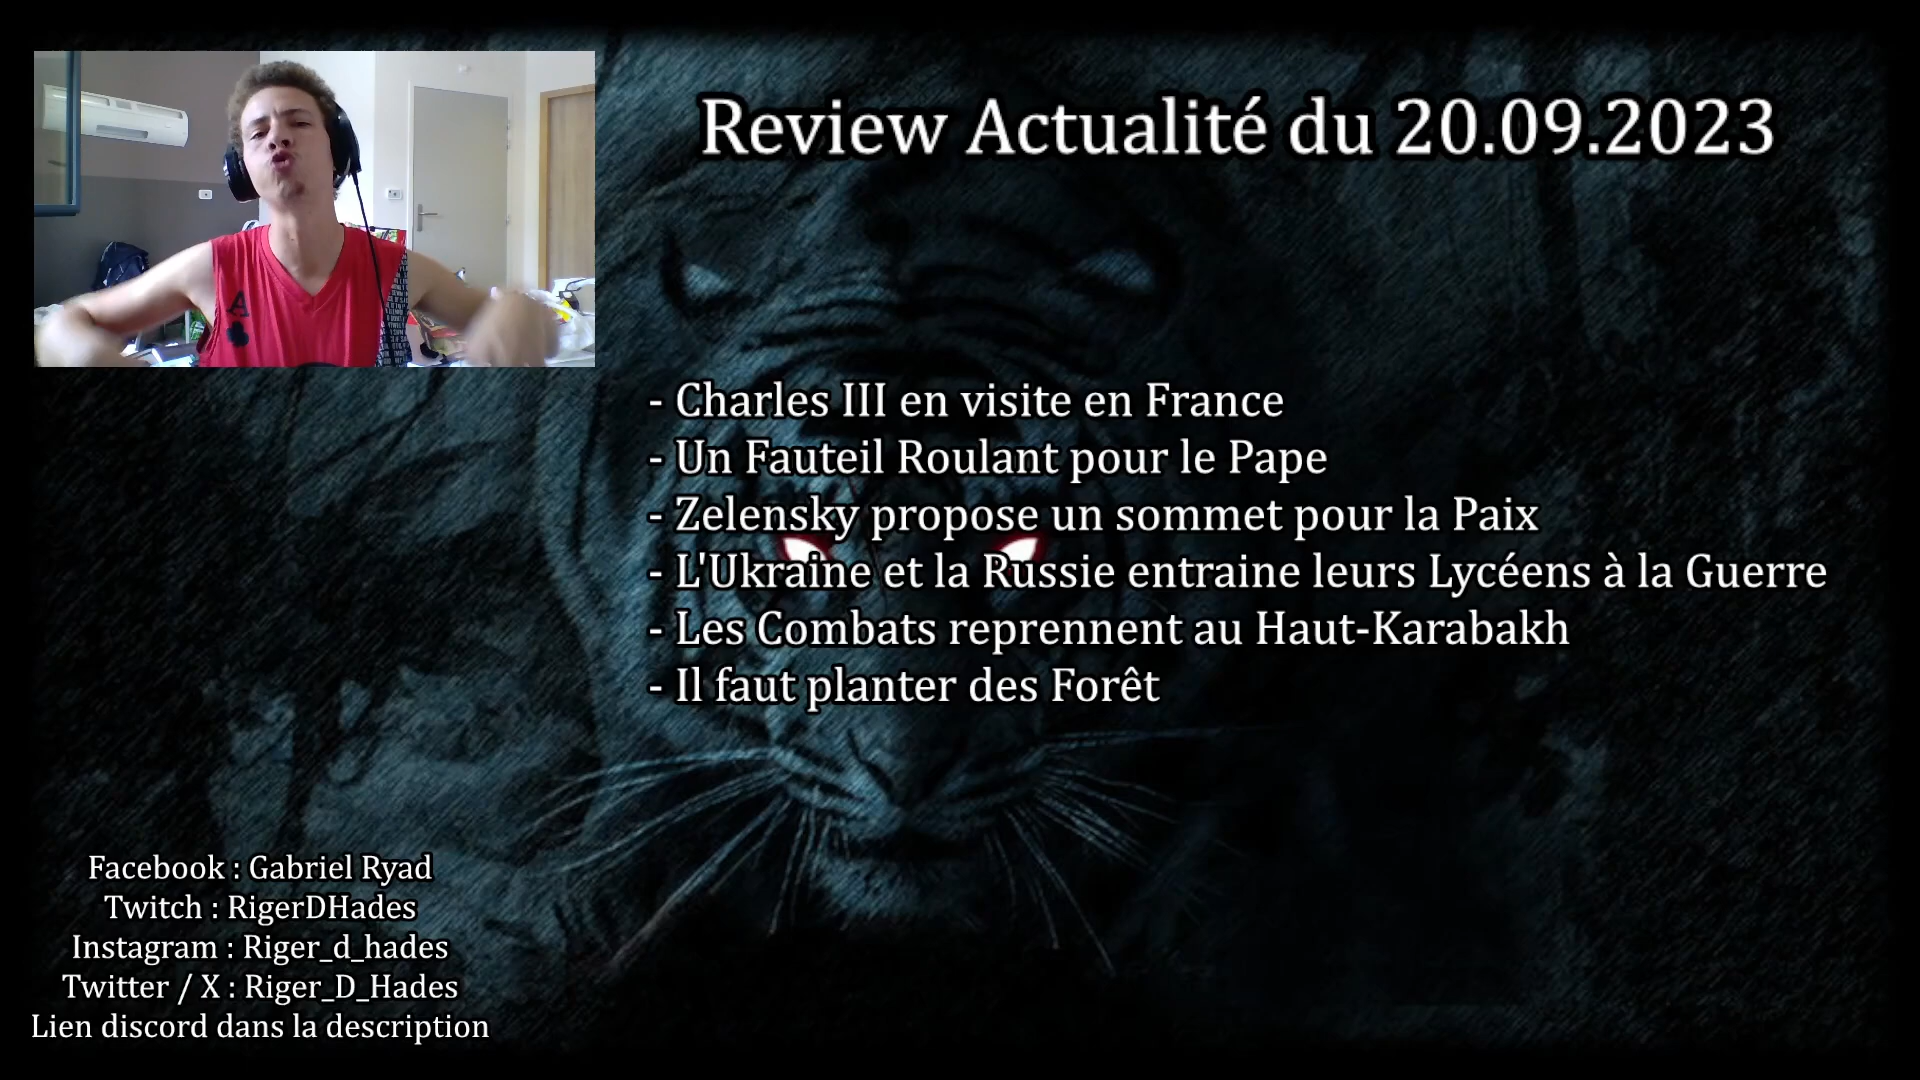 Review Actualité du 20.09.2023
A
- Charles III en visite en France
- Un Fauteil Roulant pour le Pape
- Zelensky propose un sommet pour la Paix
- L'Ukraine et la Russie entraine leurs Lycéens à la Guerre
- Les Combats reprennent au Haut-Karabakh
- Il faut planter des Forêt
Facebook : Gabriel Ryad
Twitch : RigerDHades
Instagram : Riger_d_hades
Twitter / X : Riger_D_Hades
Lien discord dans la description